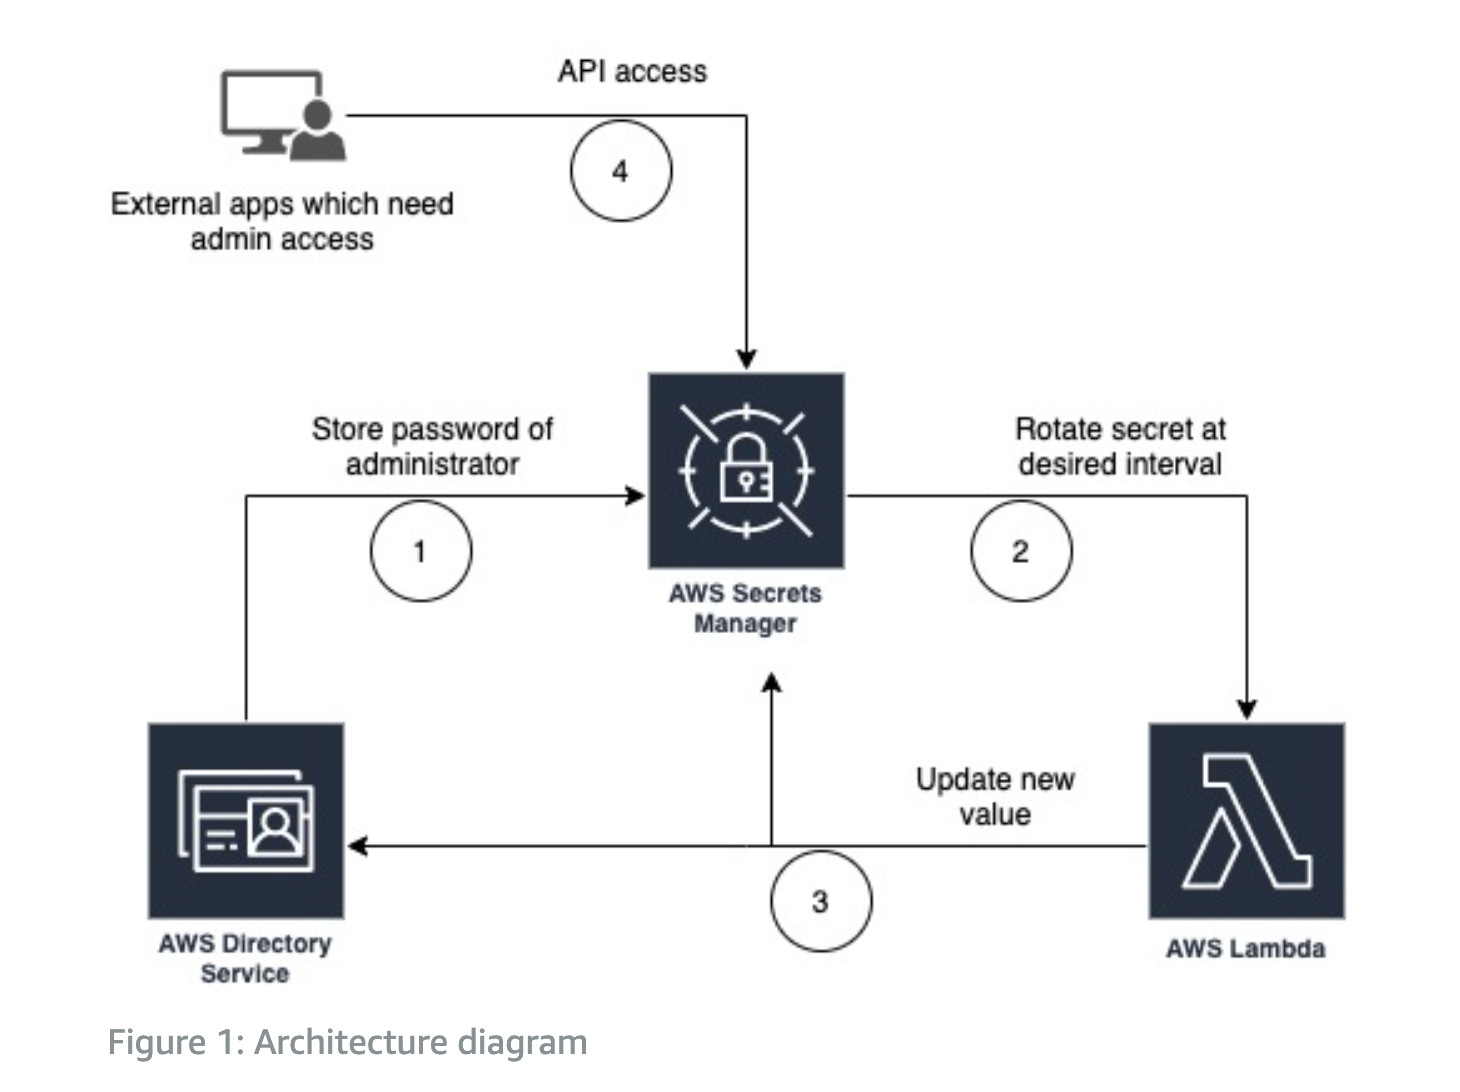 API access
4
External apps which need
admin access
Store password of
administrator
1
Rotate secret at
desired interval
2
AWS Secrets
Manager
Update new
value
3
AWS Directory
Service
AWS Lambda
Figure 1: Architecture diagram